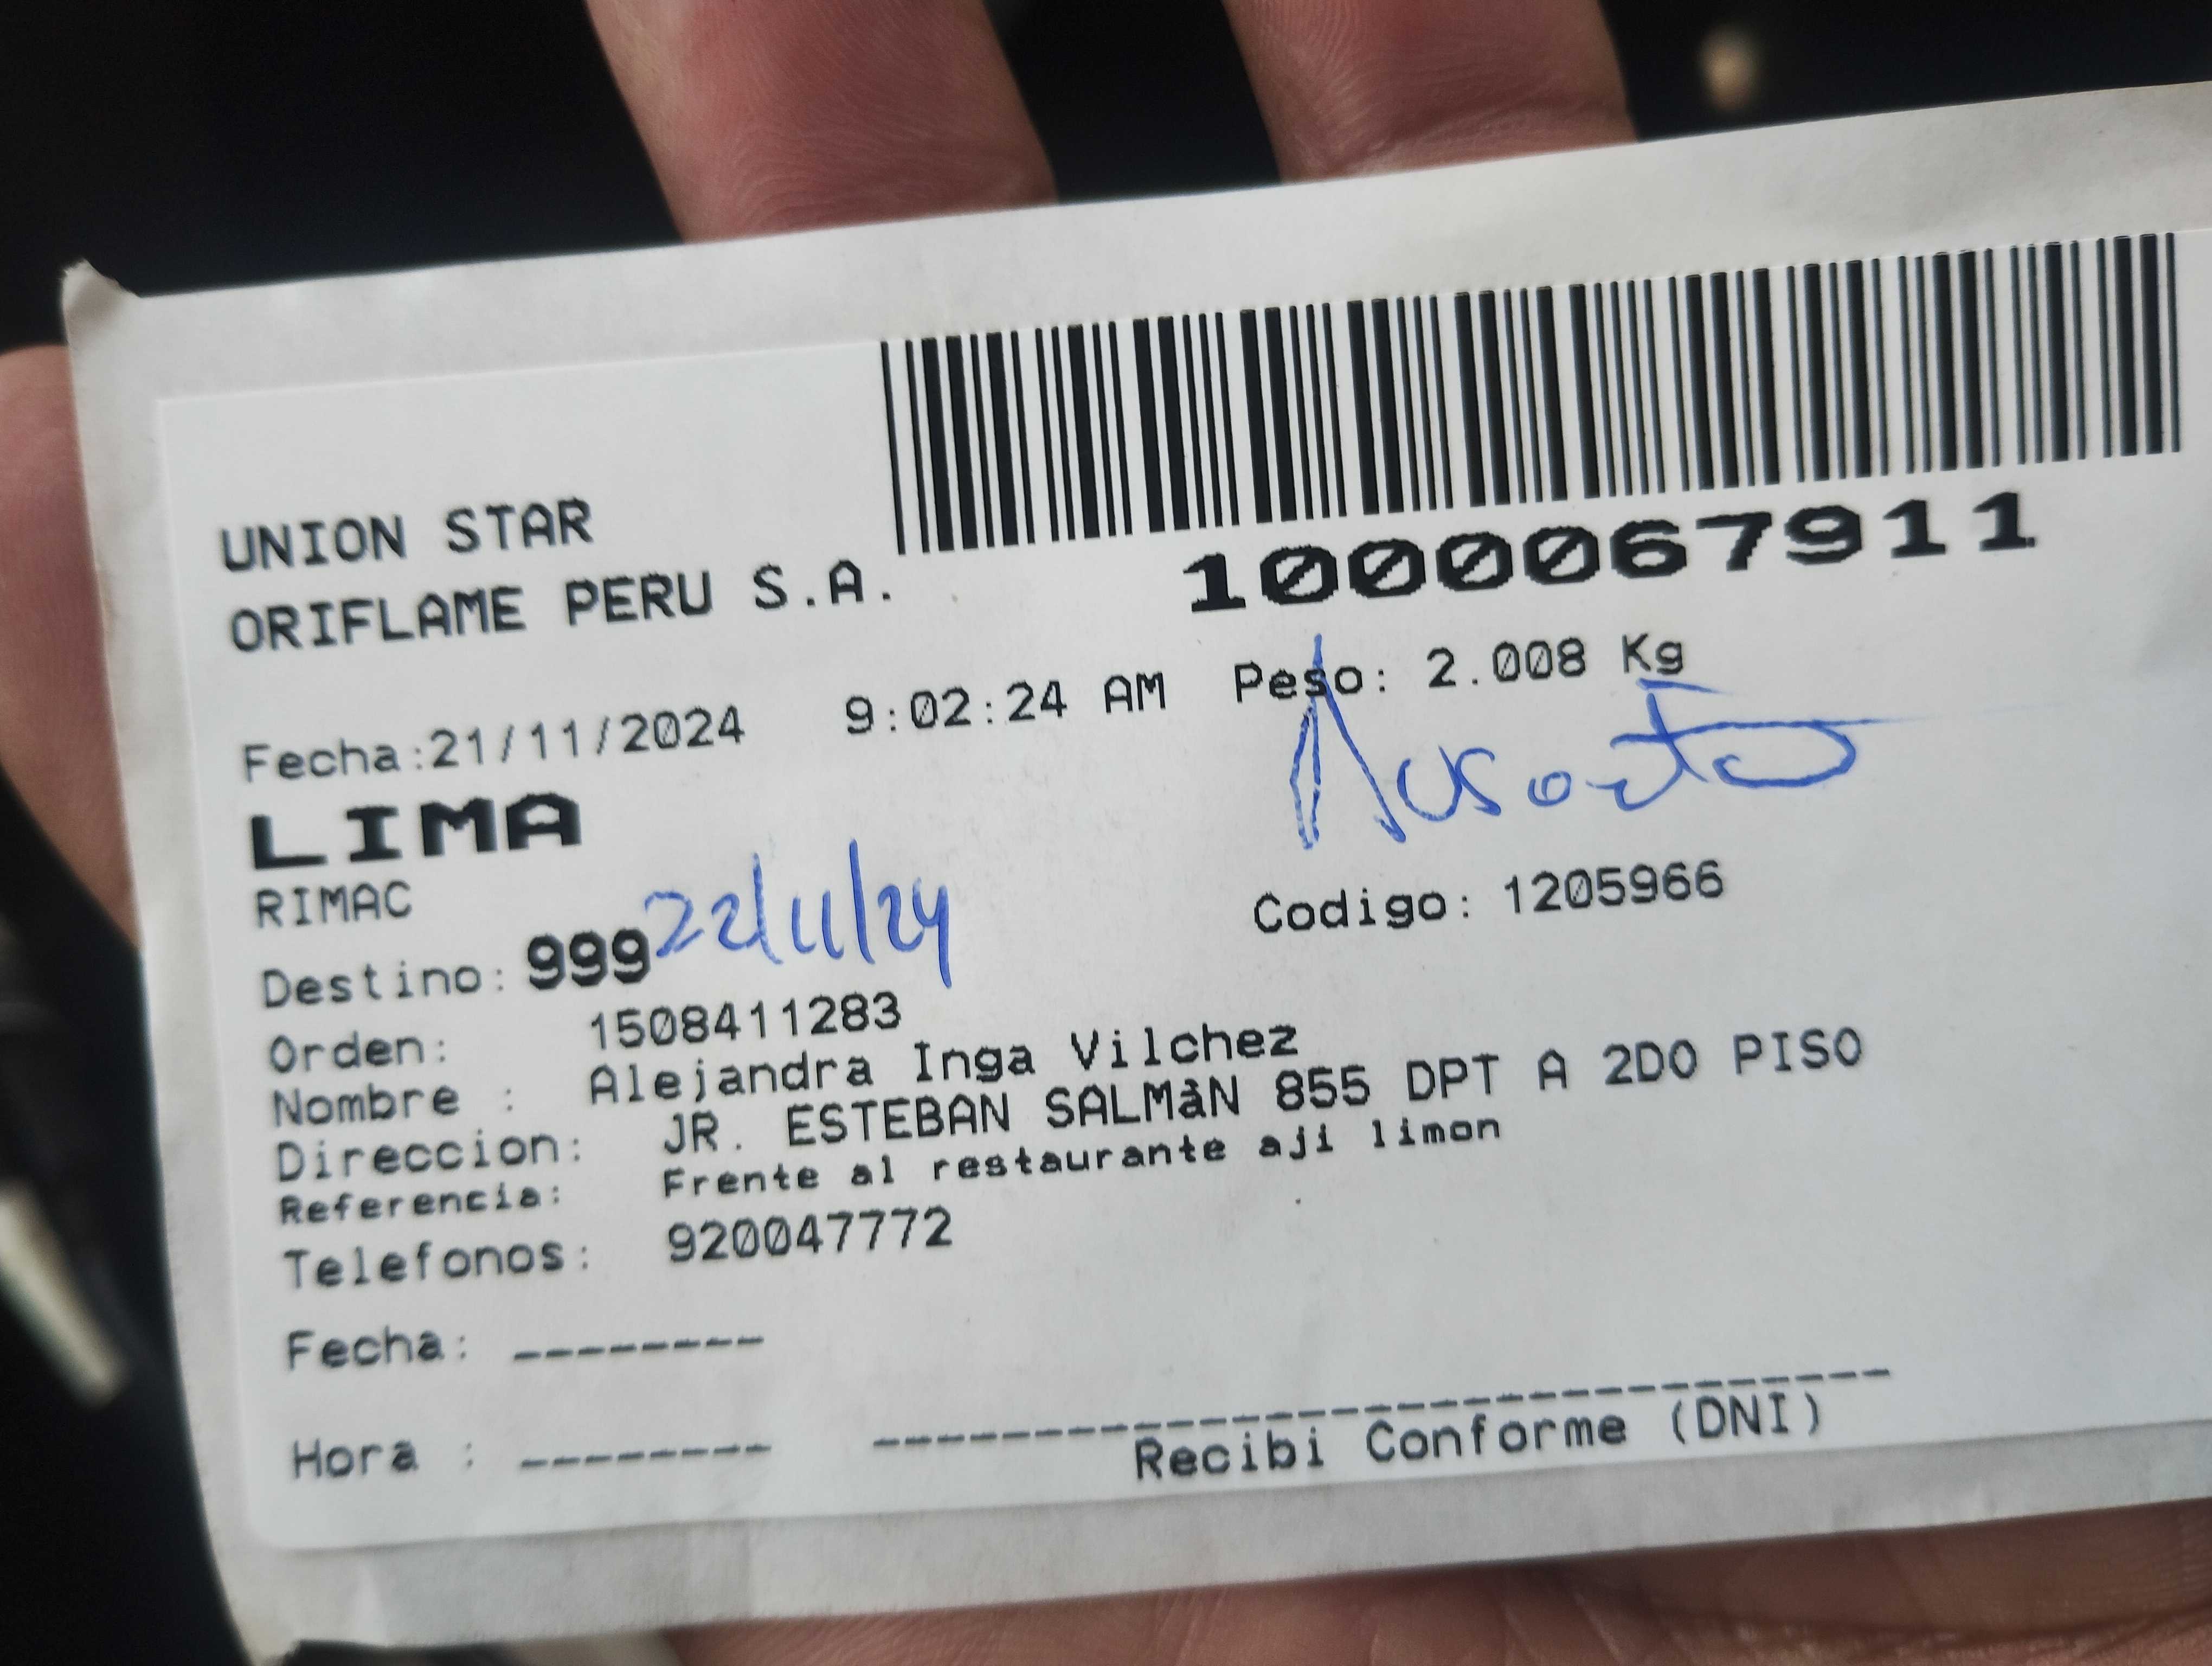 UNION STAR
ORIFLAME PERU S.A.
1000067911
Fecha:21/11/2024 9:02:24 AM Peso: 2.008 Kg
Ausente
LIMA
RIMAC
22/11/24
Codigo: 1205966
Destino: 999
Orden: 1508411283
Nombre : Alejandra Inga Vilchez
Direccion: JR. ESTEBAN SALMàN 855 DPT A 2DO PISO
Referencia: Frente al restaurante aji limon
Telefonos: 920047772
Fecha: --------
Hora : --------
Recibi Conforme (DNI)